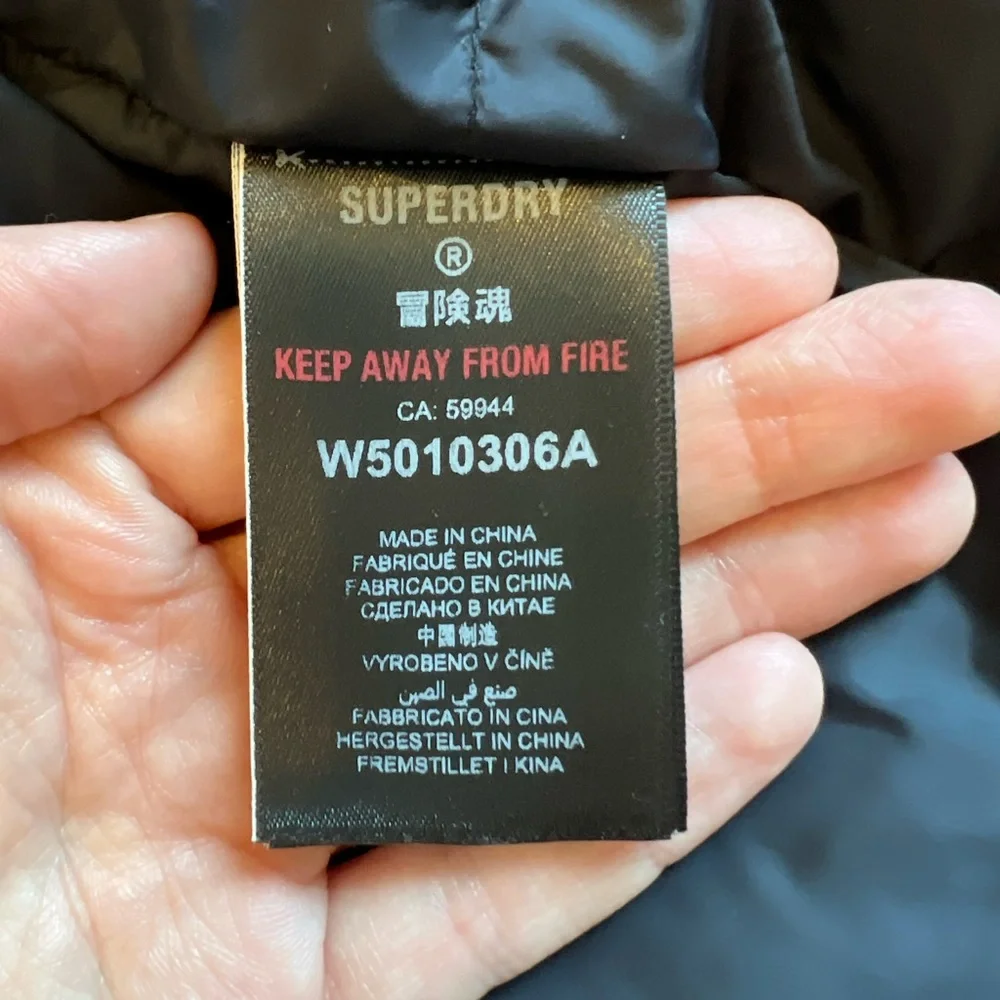 SUPERDRY
®
冒険魂
KEEP AWAY FROM FIRE
CA: 59944
W5010306A
MADE IN CHINA
FABRIQUÉ EN CHINE
FABRICADO EN CHINA
СДЕЛАНО В КИТАЕ
中國制造
VYROBENO V ČÍNĚ
صنع في الصين
FABBRICATO IN CINA
HERGESTELLT IN CHINA
FREMSTILLET I KINA